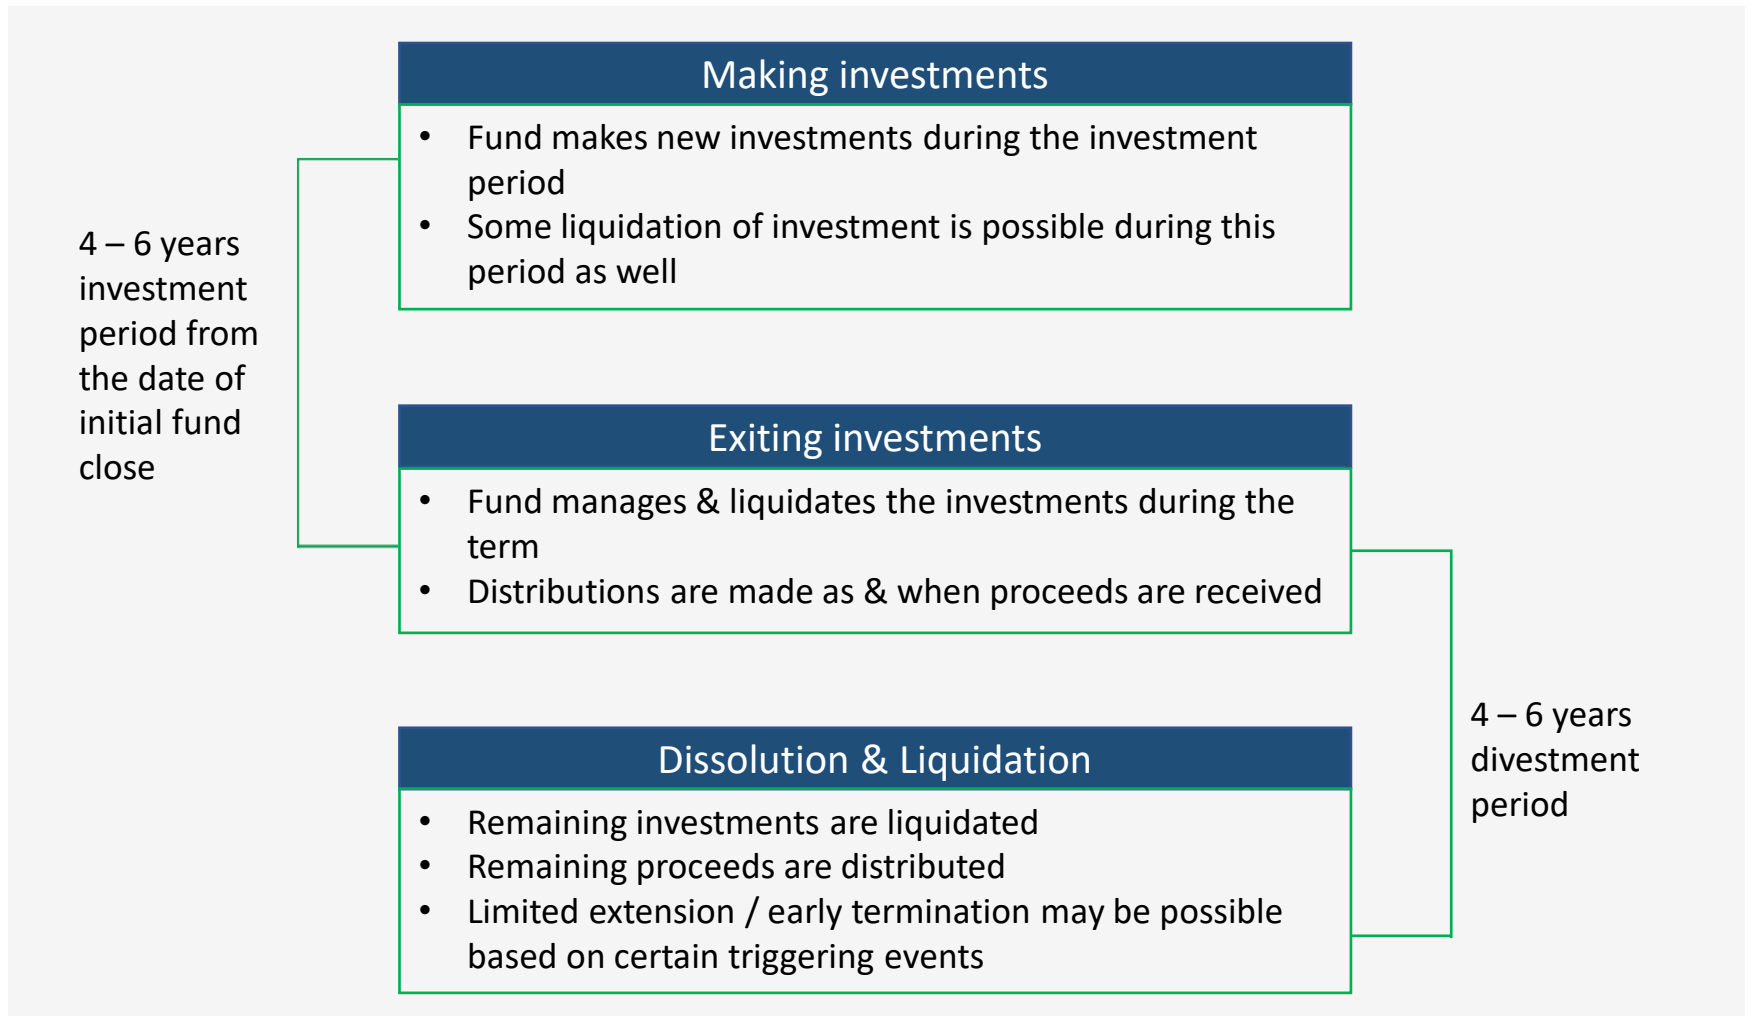 Making investments
• Fund makes new investments during the investment
period
• Some liquidation of investment is possible during this
period as well
4 – 6 years
investment
period from
the date of
initial fund
close
Exiting investments
• Fund manages & liquidates the investments during the
term
• Distributions are made as & when proceeds are received
Dissolution & Liquidation
• Remaining investments are liquidated
• Remaining proceeds are distributed
• Limited extension / early termination may be possible
based on certain triggering events
4 – 6 years
divestment
period